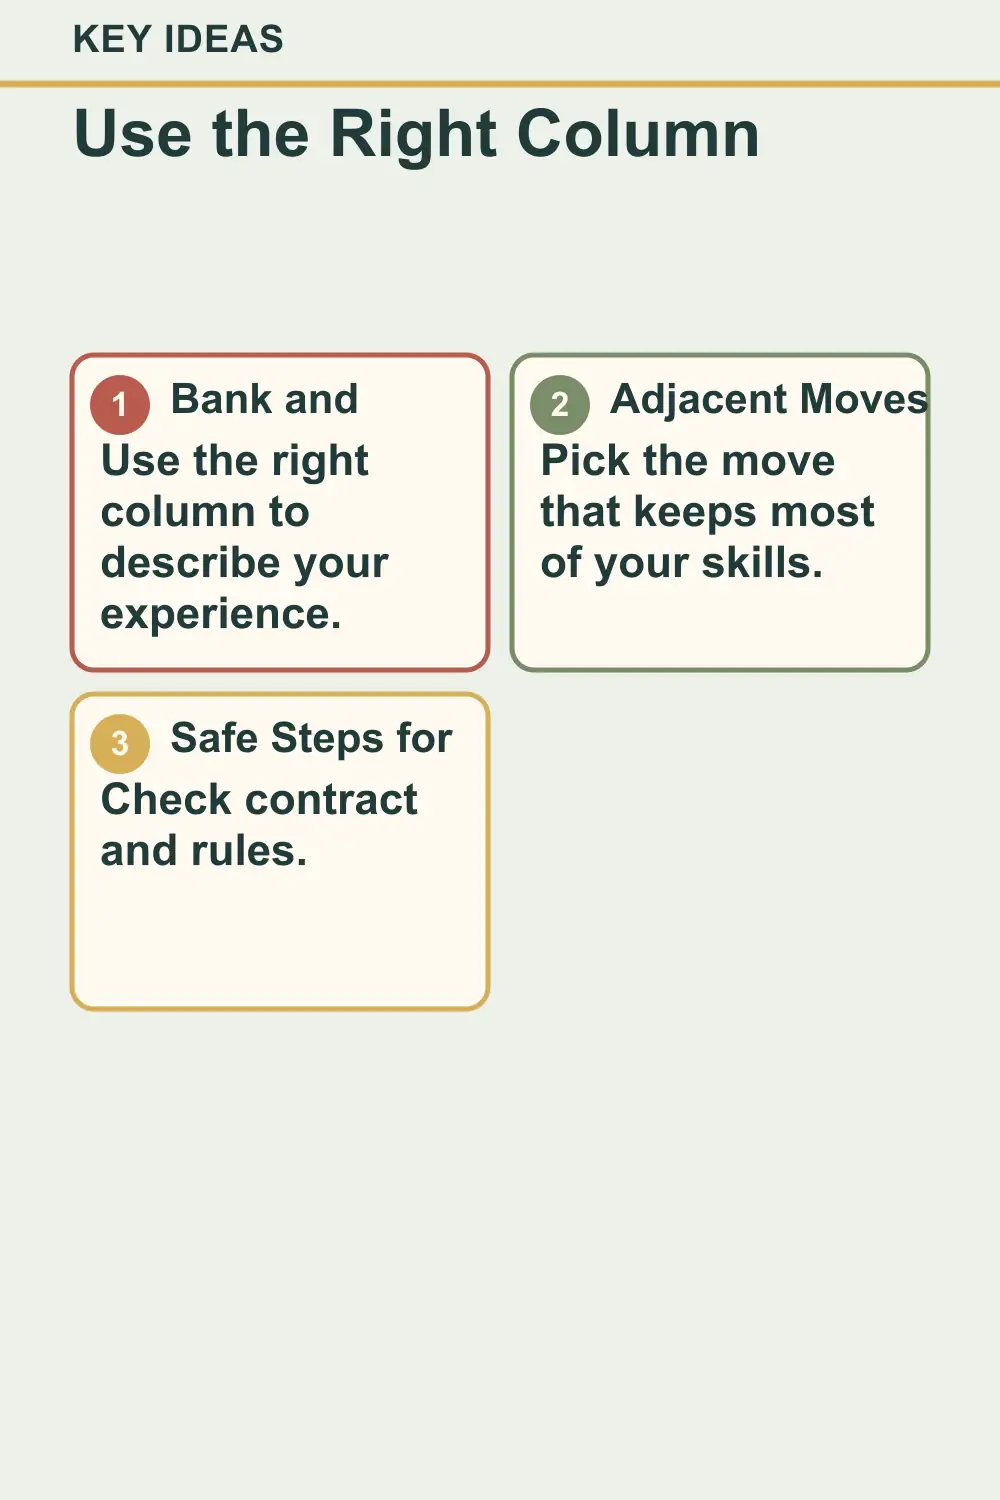 KEY IDEAS
Use the Right Column
1 Bank and
Use the right
column to
describe your
experience.
2 Adjacent Moves
Pick the move
that keeps most
of your skills.
3 Safe Steps for
Check contract
and rules.